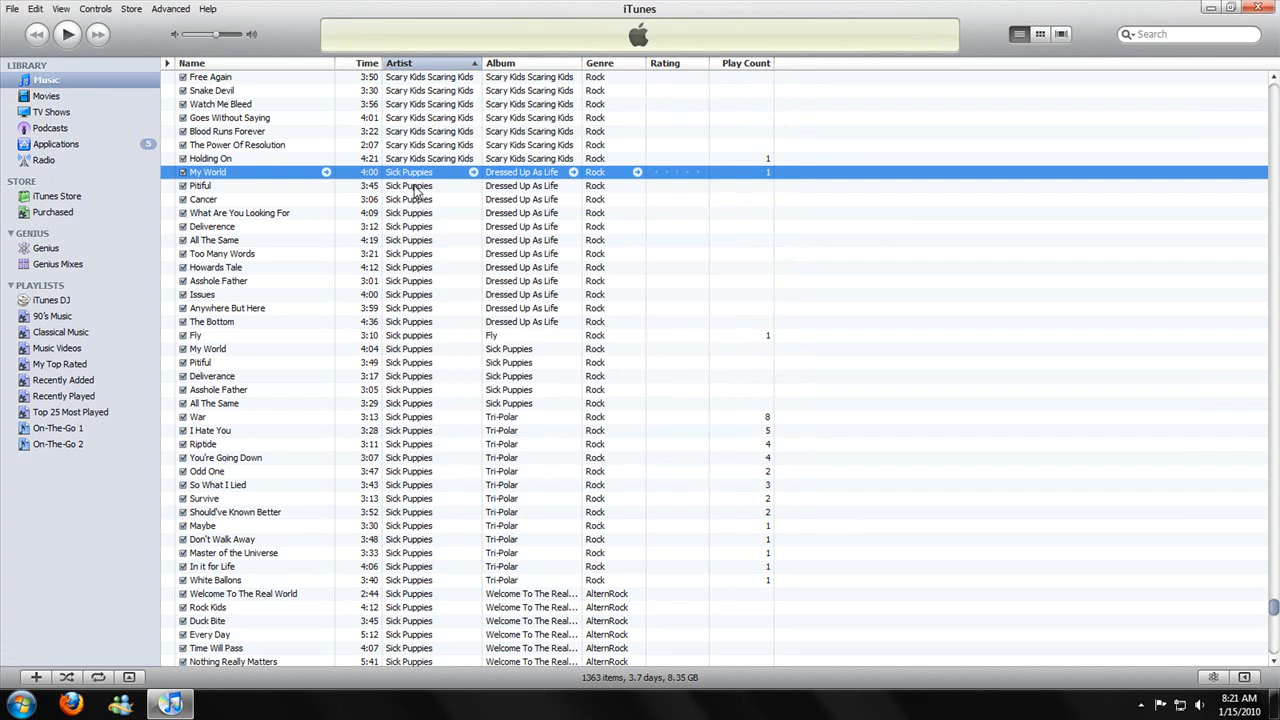 File Edit View Controls Store Advanced Help
iTunes
Search
LIBRARY
Music
Movies
TV Shows
Podcasts
Applications 5
Radio
STORE
iTunes Store
Purchased
GENIUS
Genius
Genius Mixes
PLAYLISTS
iTunes DJ
90's Music
Classical Music
Music Videos
My Top Rated
Recently Added
Recently Played
Top 25 Most Played
On-The-Go 1
On-The-Go 2
Name Time Artist Album Genre Rating Play Count
Free Again 3:50 Scary Kids Scaring Kids Scary Kids Scaring Kids Rock
Snake Devil 3:30 Scary Kids Scaring Kids Scary Kids Scaring Kids Rock
Watch Me Bleed 3:56 Scary Kids Scaring Kids Scary Kids Scaring Kids Rock
Goes Without Saying 4:01 Scary Kids Scaring Kids Scary Kids Scaring Kids Rock
Blood Runs Forever 3:22 Scary Kids Scaring Kids Scary Kids Scaring Kids Rock
The Power Of Resolution 2:07 Scary Kids Scaring Kids Scary Kids Scaring Kids Rock
Holding On 4:21 Scary Kids Scaring Kids Scary Kids Scaring Kids Rock 1
My World 4:00 Sick Puppies Dressed Up As Life Rock 1
Pitiful 3:45 Sick Puppies Dressed Up As Life Rock
Cancer 3:06 Sick Puppies Dressed Up As Life Rock
What Are You Looking For 4:09 Sick Puppies Dressed Up As Life Rock
Deliverence 3:12 Sick Puppies Dressed Up As Life Rock
All The Same 4:19 Sick Puppies Dressed Up As Life Rock
Too Many Words 3:21 Sick Puppies Dressed Up As Life Rock
Howards Tale 4:12 Sick Puppies Dressed Up As Life Rock
Asshole Father 3:01 Sick Puppies Dressed Up As Life Rock
Issues 4:00 Sick Puppies Dressed Up As Life Rock
Anywhere But Here 3:59 Sick Puppies Dressed Up As Life Rock
The Bottom 4:36 Sick Puppies Dressed Up As Life Rock
Fly 3:10 Sick puppies Fly Rock 1
My World 4:04 Sick Puppies Sick Puppies Rock
Pitiful 3:49 Sick Puppies Sick Puppies Rock
Deliverance 3:17 Sick Puppies Sick Puppies Rock
Asshole Father 3:05 Sick Puppies Sick Puppies Rock
All The Same 3:29 Sick Puppies Sick Puppies Rock
War 3:13 Sick Puppies Tri-Polar Rock 8
I Hate You 3:28 Sick Puppies Tri-Polar Rock 5
Riptide 3:11 Sick Puppies Tri-Polar Rock 4
You're Going Down 3:07 Sick Puppies Tri-Polar Rock 4
Odd One 3:47 Sick Puppies Tri-Polar Rock 2
So What I Lied 3:43 Sick Puppies Tri-Polar Rock 3
Survive 3:13 Sick Puppies Tri-Polar Rock 2
Should've Known Better 3:52 Sick Puppies Tri-Polar Rock 2
Maybe 3:30 Sick Puppies Tri-Polar Rock 1
Don't Walk Away 3:48 Sick Puppies Tri-Polar Rock 1
Master of the Universe 3:33 Sick Puppies Tri-Polar Rock 1
In it for Life 4:06 Sick Puppies Tri-Polar Rock 1
White Ballons 3:40 Sick Puppies Tri-Polar Rock 1
Welcome To The Real World 2:44 Sick Puppies Welcome To The Real... AlternRock
Rock Kids 4:12 Sick Puppies Welcome To The Real... AlternRock
Duck Bite 3:45 Sick Puppies Welcome To The Real... AlternRock
Every Day 5:12 Sick Puppies Welcome To The Real... AlternRock
Time Will Pass 4:07 Sick Puppies Welcome To The Real... AlternRock
Nothing Really Matters 5:41 Sick Puppies Welcome To The Real... AlternRock
1363 items, 3.7 days, 8.35 GB
8:21 AM
1/15/2010